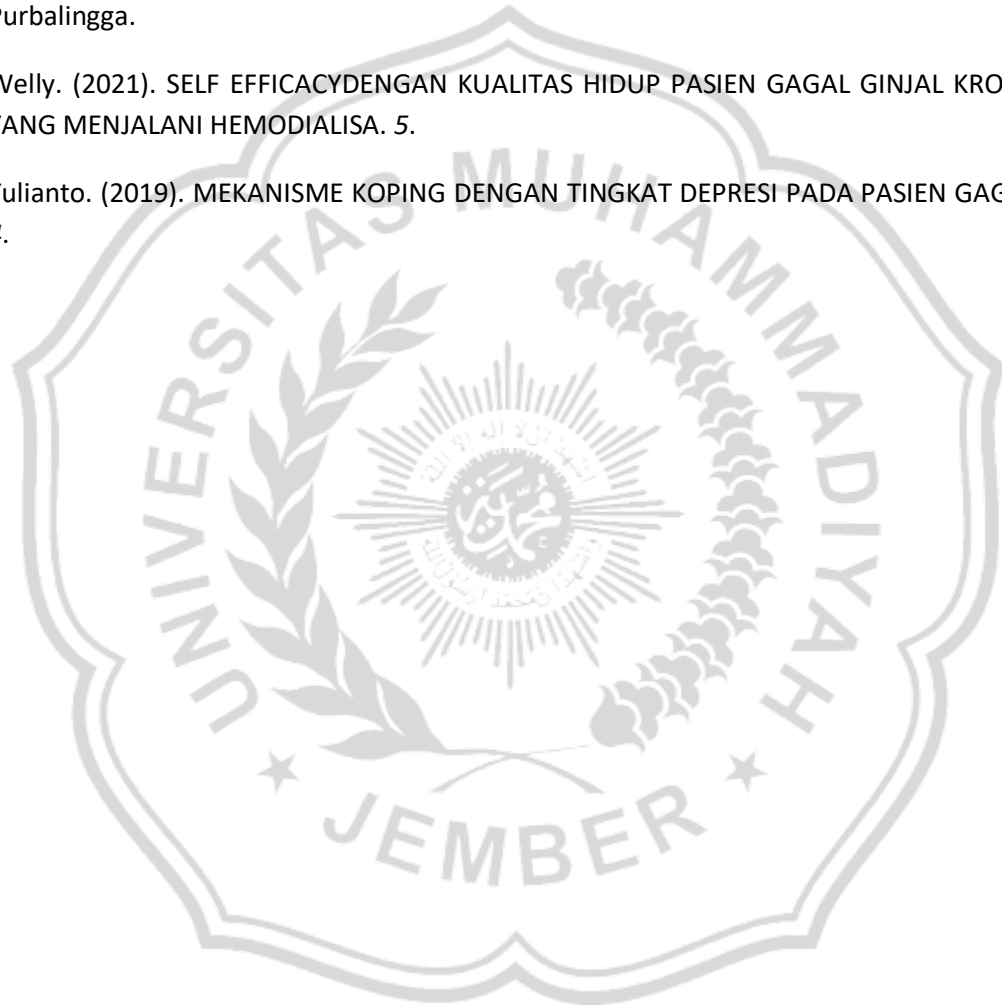 Purbalingga.
Welly. (2021). SELF EFFICACYDENGAN KUALITAS HIDUP PASIEN GAGAL GINJAL KRO
YANG MENJALANI HEMODIALISA. 5.
Yulianto. (2019). MEKANISME KOPING DENGAN TINGKAT DEPRESI PADA PASIEN GAG
UNIVERSITAS MUHAMMADIYAH
JEMBER